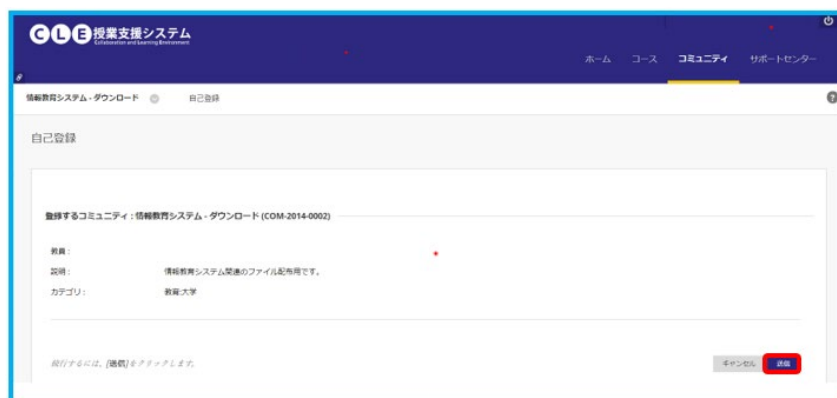 CLE 授業支援システム
Collaboration and Learning Environment
ホーム コース コミュニティ サポートセンター
情報教育システム - ダウンロード 自己登録
自己登録
登録するコミュニティ : 情報教育システム - ダウンロード (COM-2014-0002)
教員 :
説明 : 情報教育システム関連のファイル配布用です。
カテゴリ : 教育:大学
続行するには、[送信]をクリックします。
キャンセル 送信